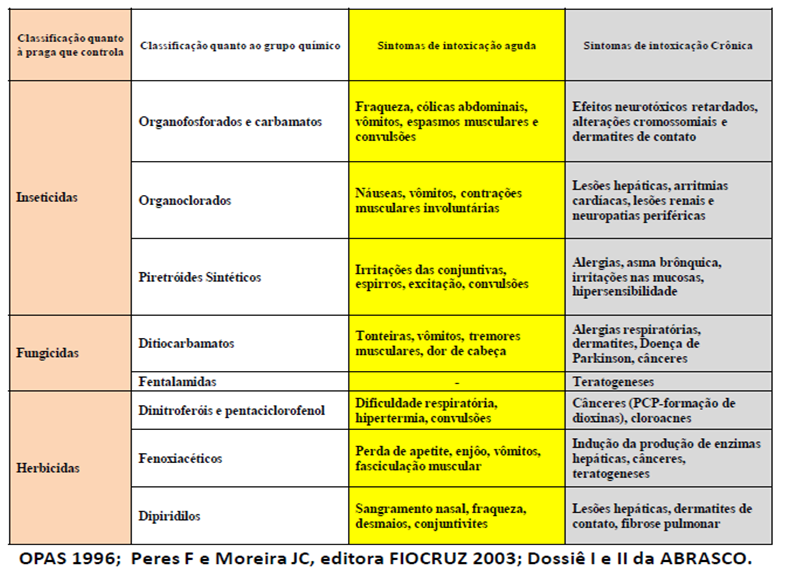 Classificação quanto
à praga que controla
Classificação quanto ao grupo químico
Sintomas de intoxicação aguda
Sintomas de intoxicação Crônica
Inseticidas
Organofosforados e carbamatos
Fraqueza, cólicas abdominais,
vômitos, espasmos musculares e
convulsões
Efeitos neurotóxicos retardados,
alterações cromossomiais e
dermatites de contato
Organoclorados
Náuseas, vômitos, contrações
musculares involuntárias
Lesões hepáticas, arritmias
cardíacas, lesões renais e
neuropatias periféricas
Piretróides Sintéticos
Irritações das conjuntivas,
espirros, excitação, convulsões
Alergias, asma brônquica,
irritações nas mucosas,
hipersensibilidade
Fungicidas
Ditiocarbamatos
Tonteiras, vômitos, tremores
musculares, dor de cabeça
Alergias respiratórias,
dermatites, Doença de
Parkinson, cânceres
Fentalamidas
-
Teratogeneses
Herbicidas
Dinitroferóis e pentaciclorofenol
Dificuldade respiratória,
hipertermia, convulsões
Cânceres (PCP-formação de
dioxinas), cloroacnes
Fenoxiacéticos
Perda de apetite, enjôo, vômitos,
fasciculação muscular
Indução da produção de enzimas
hepáticas, cânceres,
teratogeneses
Dipiridilos
Sangramento nasal, fraqueza,
desmaios, conjuntivites
Lesões hepáticas, dermatites de
contato, fibrose pulmonar
OPAS 1996; Peres F e Moreira JC, editora FIOCRUZ 2003; Dossiê I e II da ABRASCO.